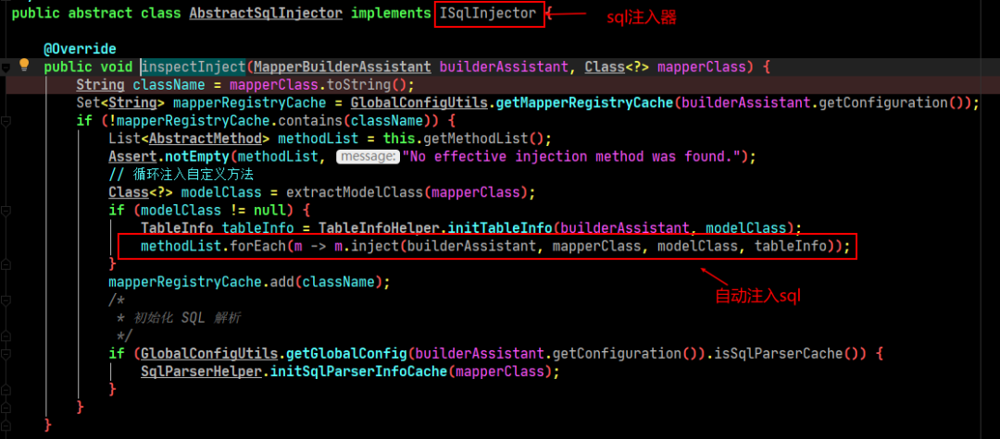 public abstract class AbstractSqlInjector implements ISqlInjector { sql注入器
@Override
public void inspectInject(MapperBuilderAssistant builderAssistant, Class<?> mapperClass) {
String className = mapperClass.toString();
Set<String> mapperRegistryCache = GlobalConfigUtils.getMapperRegistryCache(builderAssistant.getConfiguration());
if (!mapperRegistryCache.contains(className)) {
List<AbstractMethod> methodList = this.getMethodList();
Assert.notEmpty(methodList, message: "No effective injection method was found.");
// 循环注入自定义方法
Class<?> modelClass = extractModelClass(mapperClass);
if (modelClass != null) {
TableInfo tableInfo = TableInfoHelper.initTableInfo(builderAssistant, modelClass);
methodList.forEach(m -> m.inject(builderAssistant, mapperClass, modelClass, tableInfo));
}
mapperRegistryCache.add(className);
自动注入sql
/*
* 初始化 SQL 解析
*/
if (GlobalConfigUtils.getGlobalConfig(builderAssistant.getConfiguration()).isSqlParserCache()) {
SqlParserHelper.initSqlParserInfoCache(mapperClass);
}
}
}